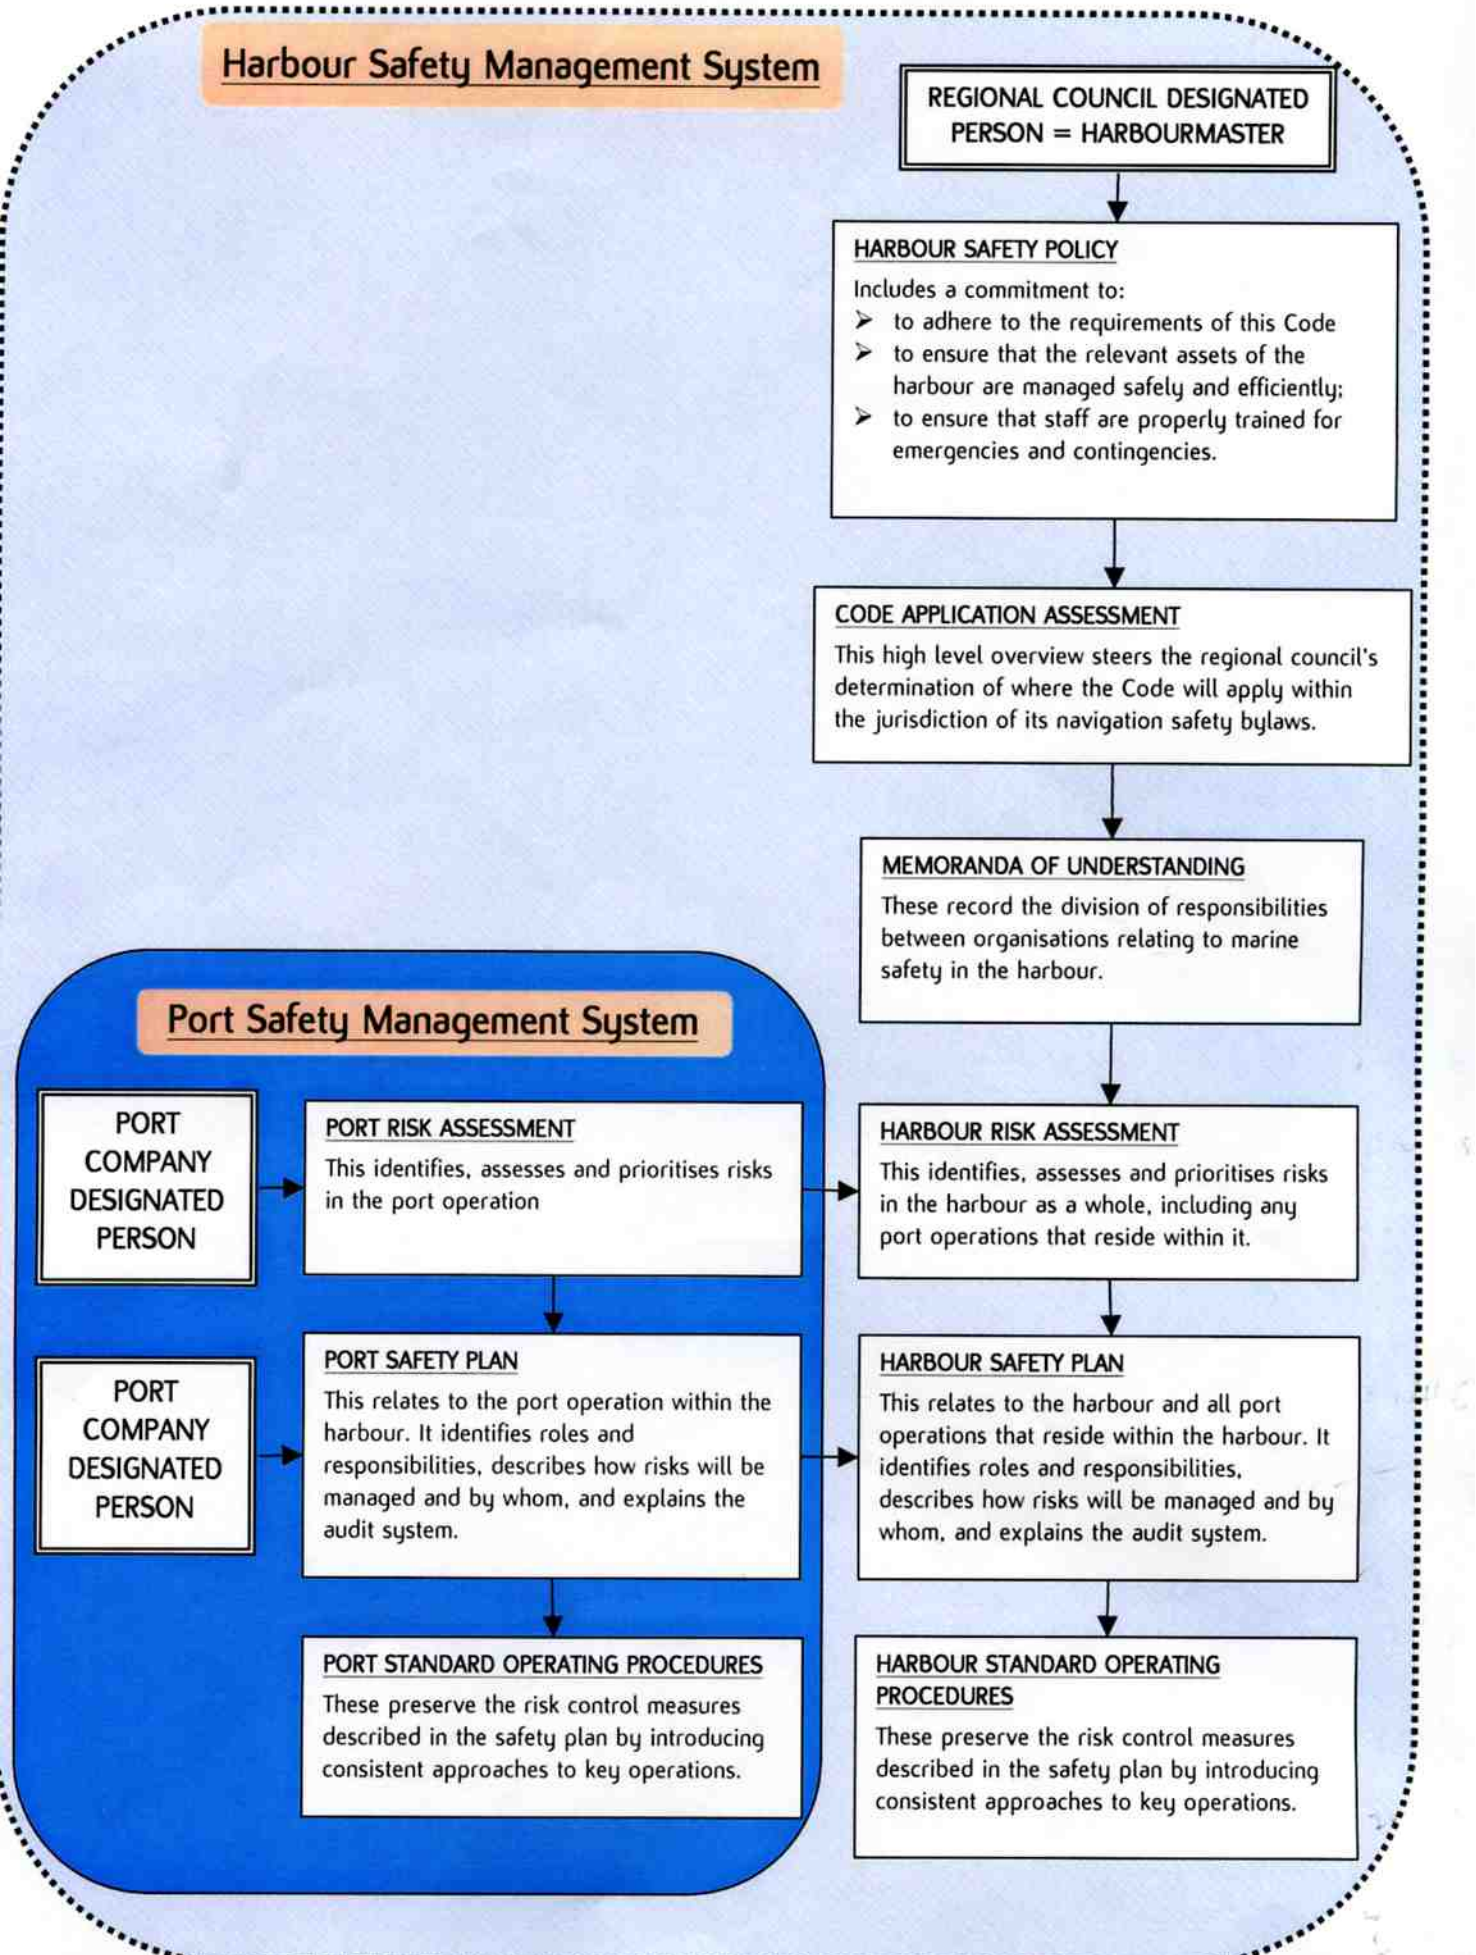 Harbour Safety Management System
REGIONAL COUNCIL DESIGNATED
PERSON = HARBOURMASTER
HARBOUR SAFETY POLICY
Includes a commitment to:
➢ to adhere to the requirements of this Code
➢ to ensure that the relevant assets of the
harbour are managed safely and efficiently;
➢ to ensure that staff are properly trained for
emergencies and contingencies.
CODE APPLICATION ASSESSMENT
This high level overview steers the regional council's
determination of where the Code will apply within
the jurisdiction of its navigation safety bylaws.
MEMORANDA OF UNDERSTANDING
These record the division of responsibilities
between organisations relating to marine
safety in the harbour.
Port Safety Management System
PORT
COMPANY
DESIGNATED
PERSON
PORT RISK ASSESSMENT
This identifies, assesses and prioritises risks
in the port operation
HARBOUR RISK ASSESSMENT
This identifies, assesses and prioritises risks
in the harbour as a whole, including any
port operations that reside within it.
PORT
COMPANY
DESIGNATED
PERSON
PORT SAFETY PLAN
This relates to the port operation within the
harbour. It identifies roles and
responsibilities, describes how risks will be
managed and by whom, and explains the
audit system.
HARBOUR SAFETY PLAN
This relates to the harbour and all port
operations that reside within the harbour. It
identifies roles and responsibilities,
describes how risks will be managed and by
whom, and explains the audit system.
PORT STANDARD OPERATING PROCEDURES
These preserve the risk control measures
described in the safety plan by introducing
consistent approaches to key operations.
HARBOUR STANDARD OPERATING
PROCEDURES
These preserve the risk control measures
described in the safety plan by introducing
consistent approaches to key operations.